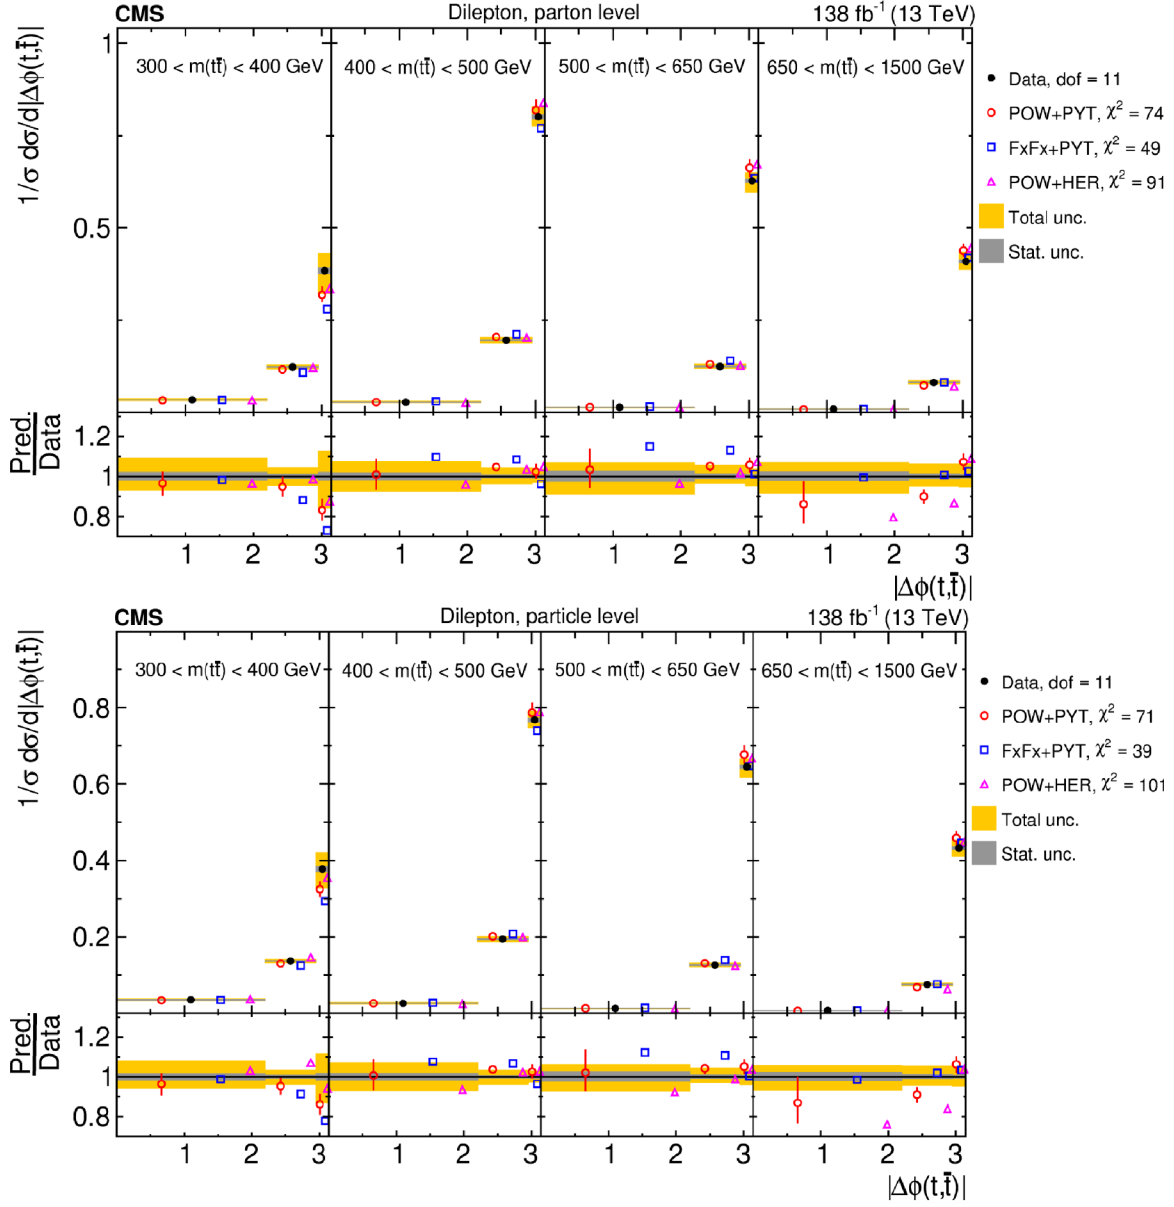 CMS Dilepton, parton level 138 fb⁻¹ (13 TeV)
1/σ dσ/d|Δϕ(t,t̄)|
300 < m(tt̄) < 400 GeV 400 < m(tt̄) < 500 GeV 500 < m(tt̄) < 650 GeV 650 < m(tt̄) < 1500 GeV
1
0.5
Data, dof = 11
POW+PYT, χ² = 74
FxFx+PYT, χ² = 49
POW+HER, χ² = 91
Total unc.
Stat. unc.
Pred.
Data
1.2
1
0.8
1 2 3 1 2 3 1 2 3 1 2 3
|Δϕ(t,t̄)|
CMS Dilepton, particle level 138 fb⁻¹ (13 TeV)
1/σ dσ/d|Δϕ(t,t̄)|
300 < m(tt̄) < 400 GeV 400 < m(tt̄) < 500 GeV 500 < m(tt̄) < 650 GeV 650 < m(tt̄) < 1500 GeV
0.8
0.6
0.4
0.2
Data, dof = 11
POW+PYT, χ² = 71
FxFx+PYT, χ² = 39
POW+HER, χ² = 101
Total unc.
Stat. unc.
Pred.
Data
1.2
1
0.8
1 2 3 1 2 3 1 2 3 1 2 3
|Δϕ(t,t̄)|